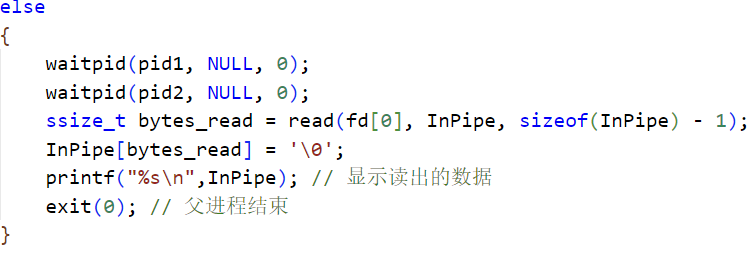 else
{
waitpid(pid1, NULL, 0);
waitpid(pid2, NULL, 0);
ssize_t bytes_read = read(fd[0], InPipe, sizeof(InPipe) - 1);
InPipe[bytes_read] = '\0';
printf("%s\n",InPipe); // 显示读出的数据
exit(0); // 父进程结束
}